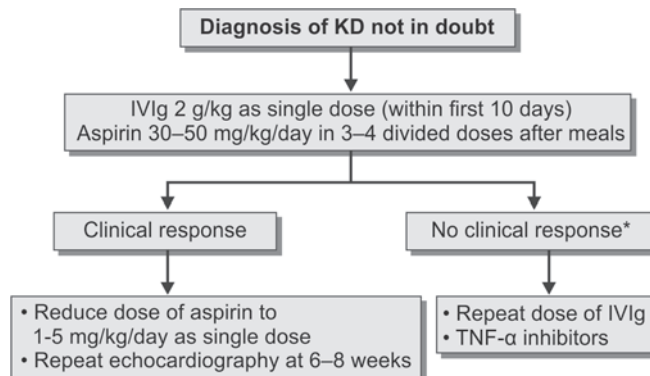 Diagnosis of KD not in doubt
IVIg 2 g/kg as single dose (within first 10 days)
Aspirin 30–50 mg/kg/day in 3–4 divided doses after meals
Clinical response
No clinical response*
• Reduce dose of aspirin to
1-5 mg/kg/day as single dose
• Repeat echocardiography at 6–8 weeks
• Repeat dose of IVIg
• TNF-α inhibitors